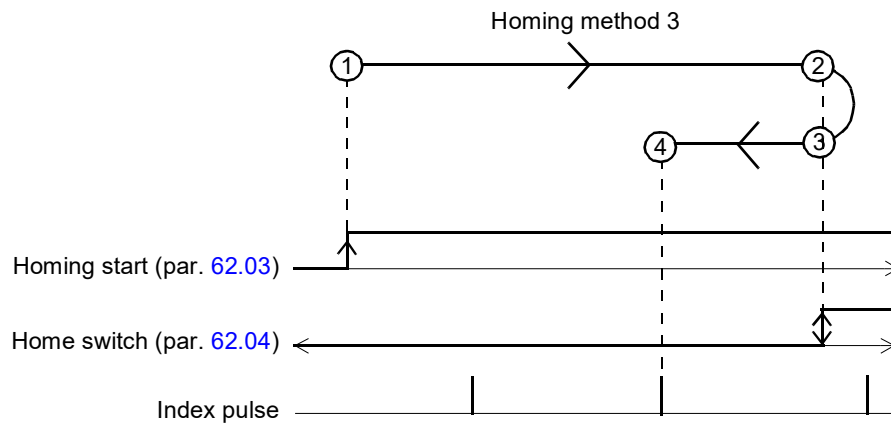 Homing method 3
1
2
3
4
Homing start (par. 62.03)
Home switch (par. 62.04)
Index pulse